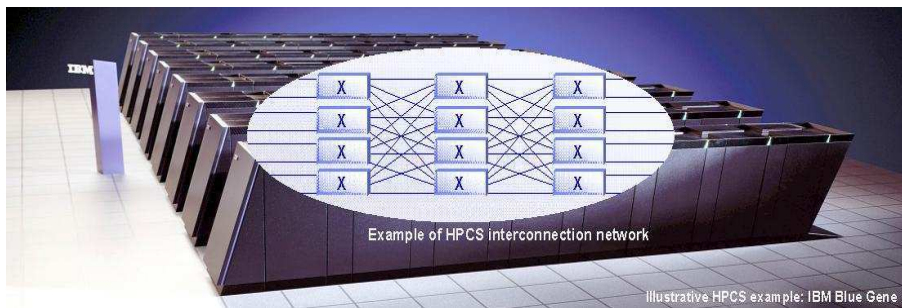 IBM
X X X
X X X
X X X
X X X
Example of HPCS interconnection network
Illustrative HPCS example: IBM Blue Gene